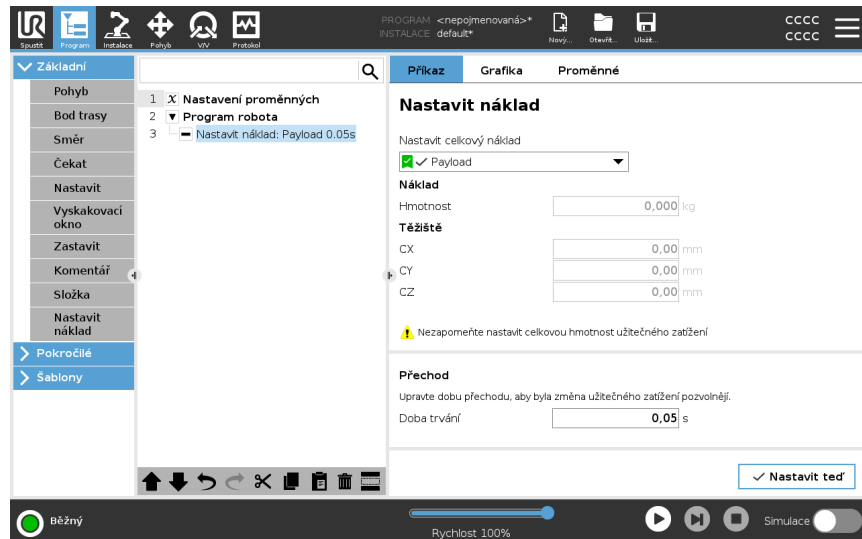 UR
Spustit
Program
Instalace
Pohyb
V/V
Protokol
PROGRAM <nepojmenovaná>*
INSTALACE default*
Nový...
Otevřít...
Uložit...
CCCC
CCCC
Základní
Pohyb
Bod trasy
Směr
Čekat
Nastavit
Vyskakovací
okno
Zastavit
Komentář
Složka
Nastavit
náklad
Pokročilé
Šablony
1 X Nastavení proměnných
2 Program robota
3 Nastavit náklad: Payload 0.05s
Příkaz Grafika Proměnné
Nastavit náklad
Nastavit celkový náklad
Payload
Náklad
Hmotnost 0,000 kg
Těžiště
CX 0,00 mm
CY 0,00 mm
CZ 0,00 mm
Nezapomeňte nastavit celkovou hmotnost užitečného zatížení
Přechod
Upravte dobu přechodu, aby byla změna užitečného zatížení pozvolnějí.
Doba trvání 0,05 s
Nastavit teď
Běžný
Rychlost 100%
Simulace